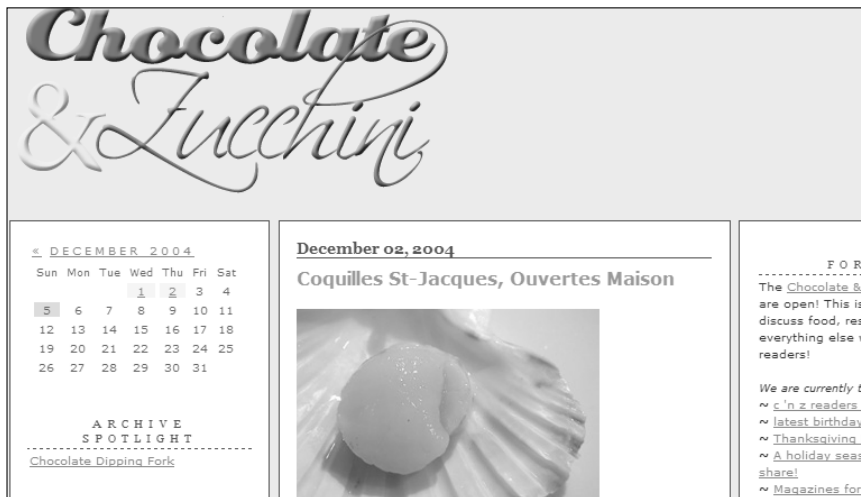 Chocolate
& Zucchini
« DECEMBER 2004
Sun Mon Tue Wed Thu Fri Sat
1 2 3 4
5 6 7 8 9 10 11
12 13 14 15 16 17 18
19 20 21 22 23 24 25
26 27 28 29 30 31
ARCHIVE
SPOTLIGHT
Chocolate Dipping Fork
December 02, 2004
Coquilles St-Jacques, Ouvertes Maison
FOR
The Chocolate &
are open! This is
discuss food, res
everything else
readers!
We are currently t
~ c 'n z readers
~ latest birthday
~ Thanksgiving
~ A holiday seas
share!
~ Magazines for